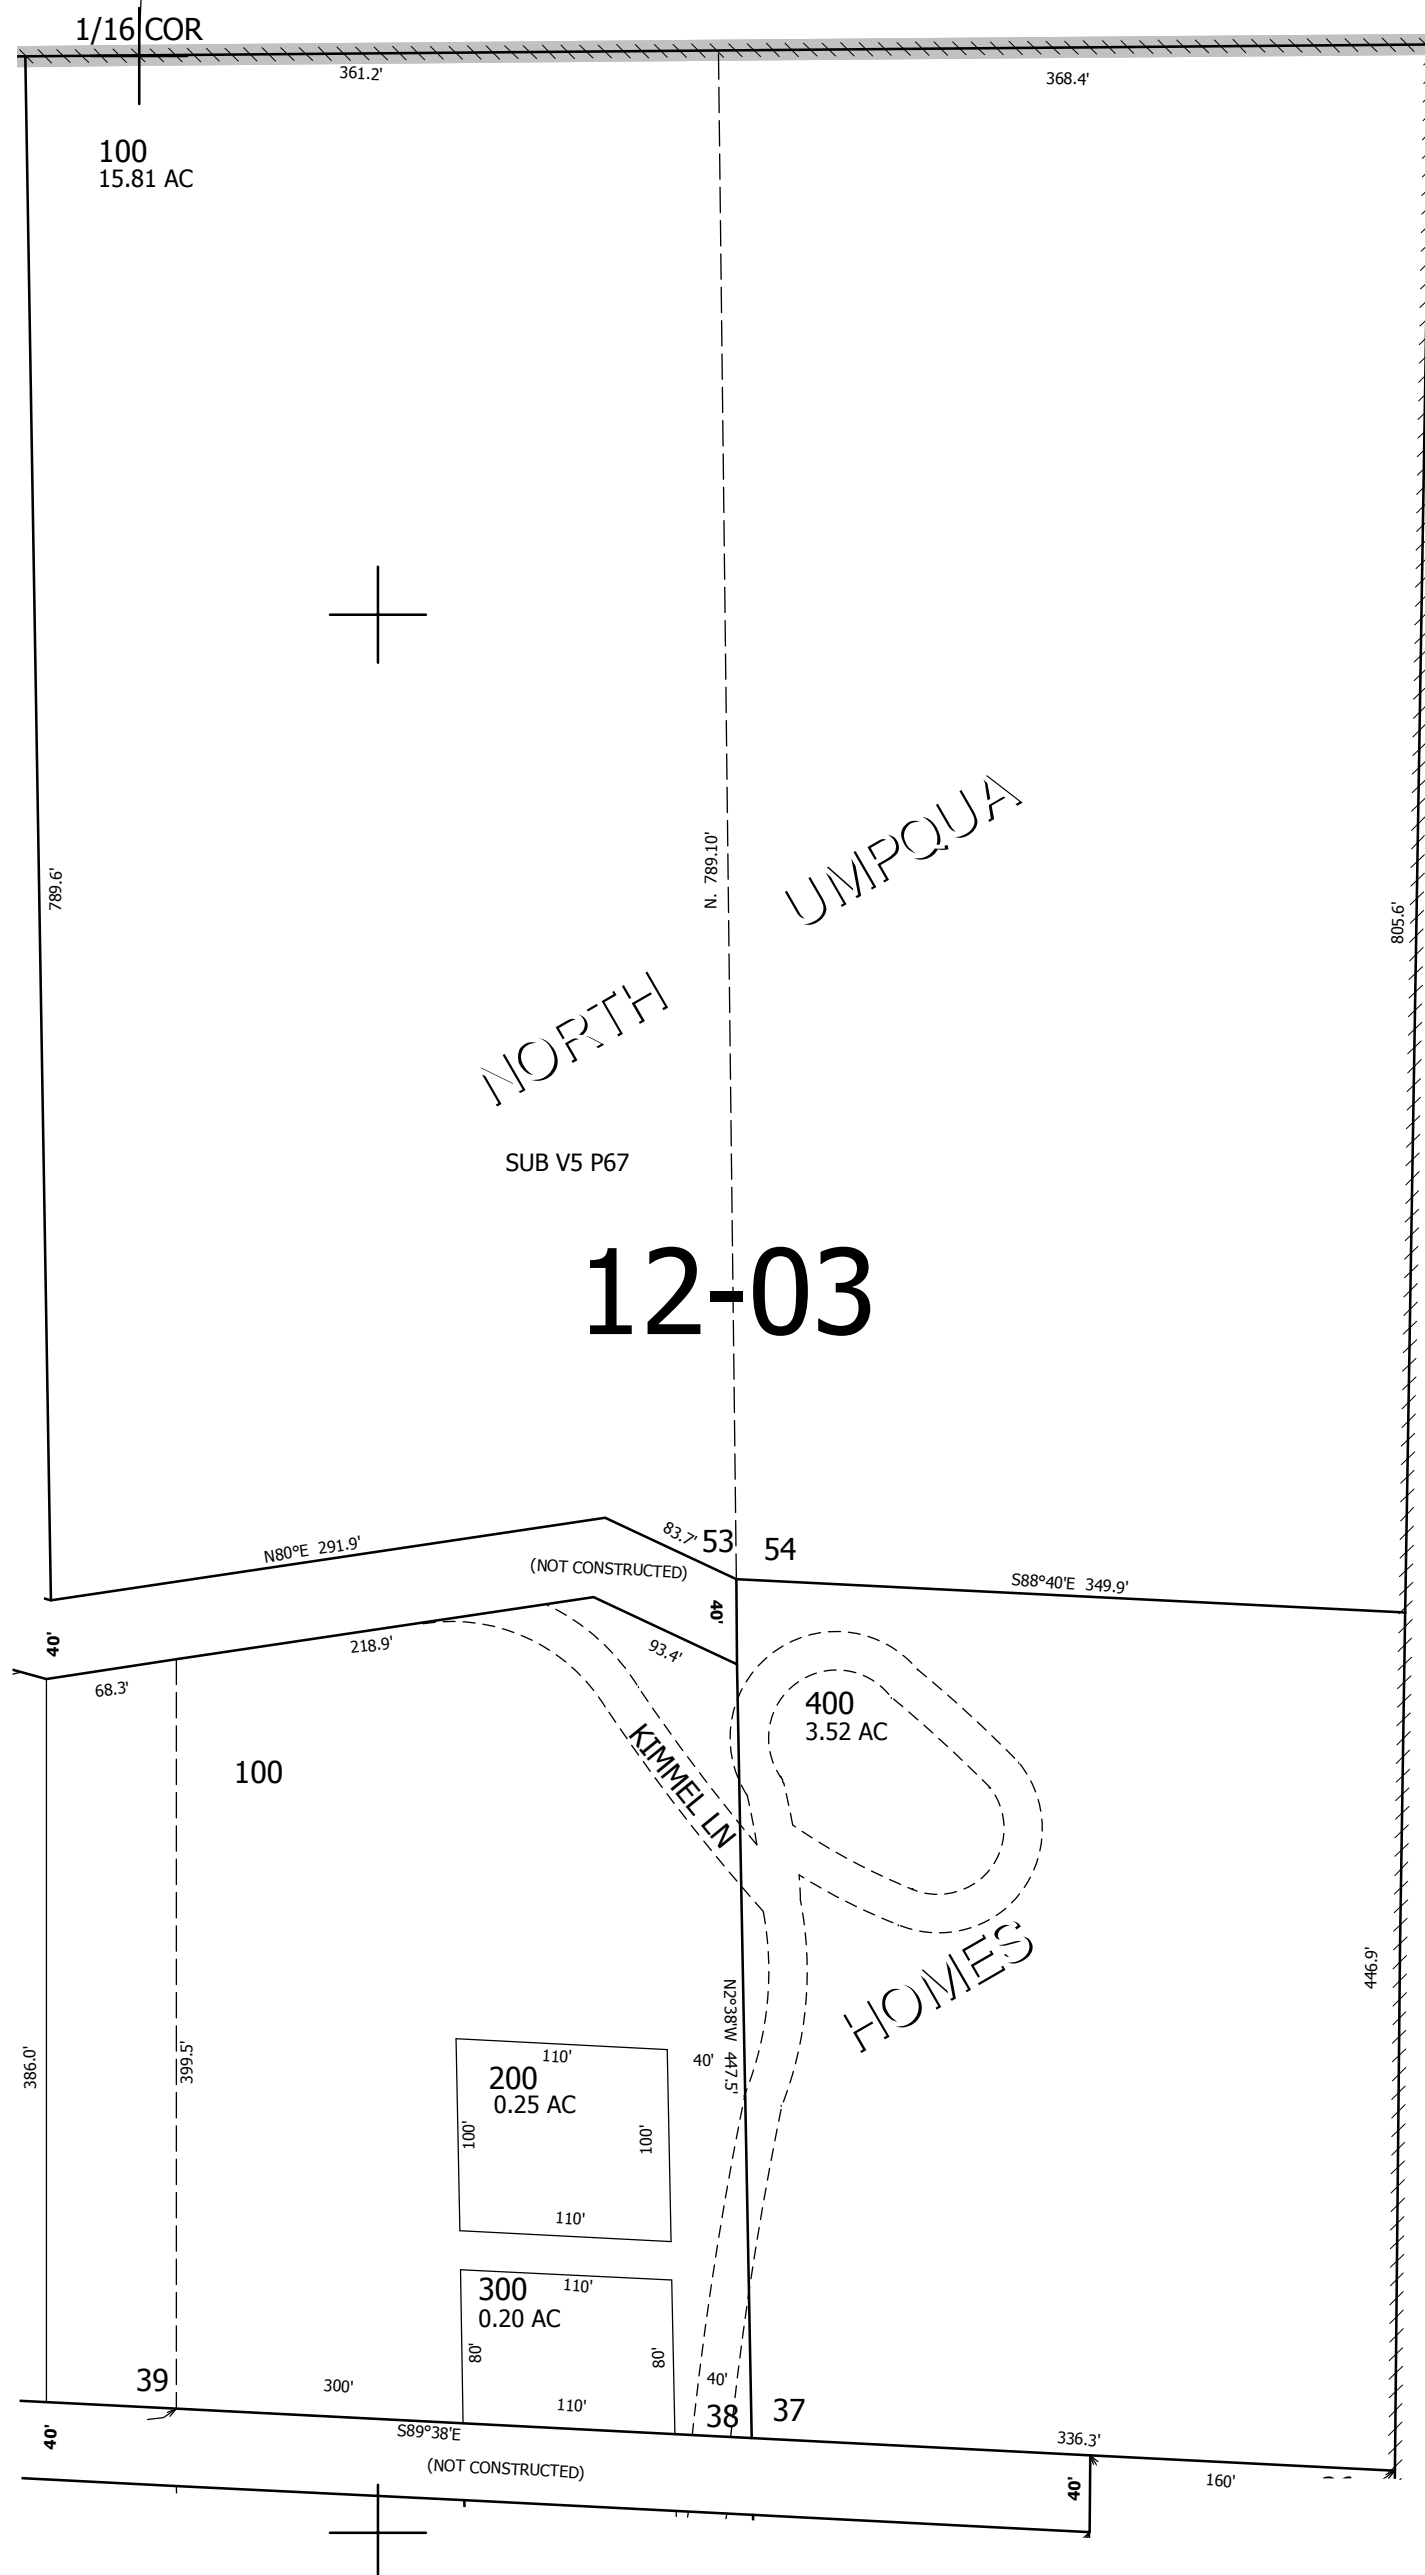 1/16 COR
361.2'
368.4'
100
15.81 AC
789.6'
N. 789.10'
805.6'
NORTH UMPQUA
SUB V5 P67
12-03
N80°E 291.9'
83.7'
53
54
(NOT CONSTRUCTED)
S88°40'E 349.9'
40'
40'
218.9'
93.4'
68.3'
400
3.52 AC
KIMMEL LN
100
HOMES
446.9'
N2°38'W 447.5'
386.0'
399.5'
110'
40'
200
0.25 AC
100'
100'
110'
300
110'
0.20 AC
80'
80'
39
300'
110'
40'
38
37
S89°38'E
336.3'
40'
(NOT CONSTRUCTED)
160'
40'